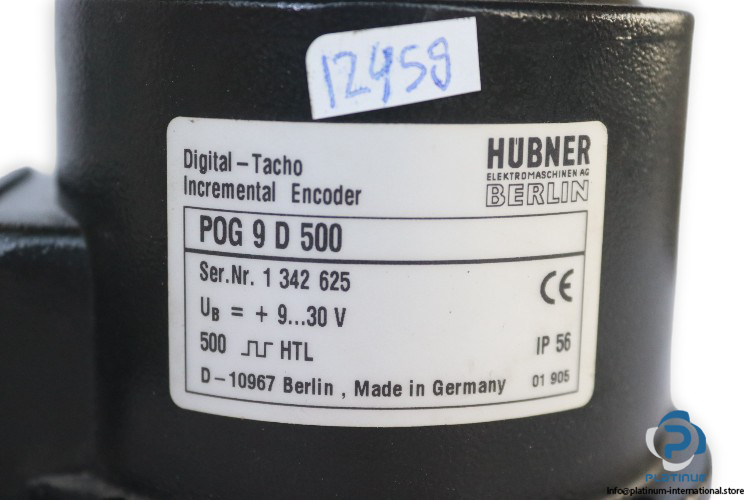 12459
Digital-Tacho
Incremental Encoder
HÜBNER
ELEKTROMASCHINEN AG
BERLIN
POG 9 D 500
Ser.Nr. 1 342 625
CE
UB = + 9...30 V
500 HTL
IP 56
D-10967 Berlin , Made in Germany
01 905
PLATINUM
info@platinum-international.store